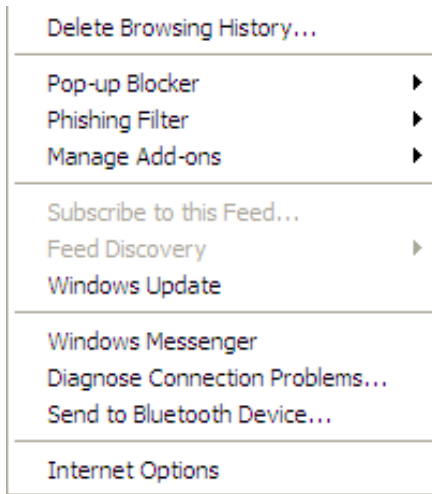 Delete Browsing History...
Pop-up Blocker
Phishing Filter
Manage Add-ons
Subscribe to this Feed...
Feed Discovery
Windows Update
Windows Messenger
Diagnose Connection Problems...
Send to Bluetooth Device...
Internet Options